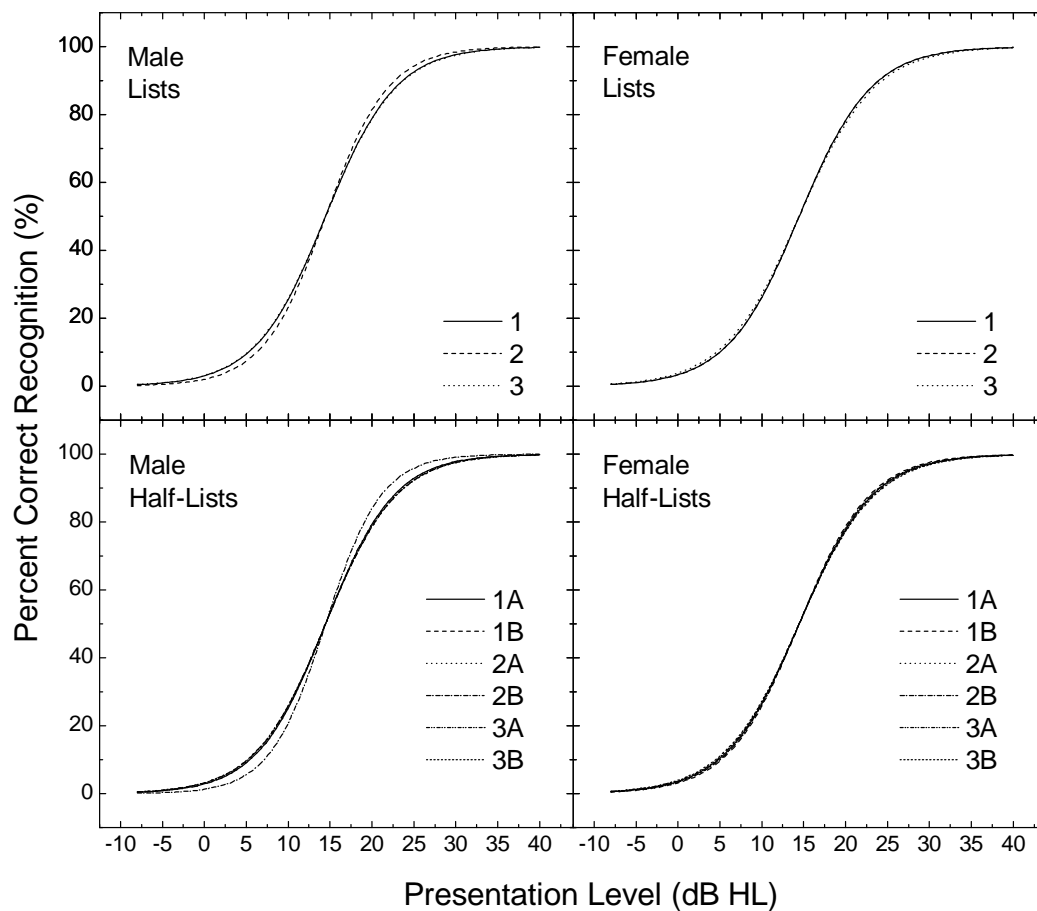 Percent Correct Recognition (%)
Male
Lists
100
80
60
40
20
0
1
2
3
Female
Lists
1
2
3
Male
Half-Lists
100
80
60
40
20
0
1A
1B
2A
2B
3A
3B
Female
Half-Lists
1A
1B
2A
2B
3A
3B
-10 -5 0 5 10 15 20 25 30 35 40
-10 -5 0 5 10 15 20 25 30 35 40
Presentation Level (dB HL)